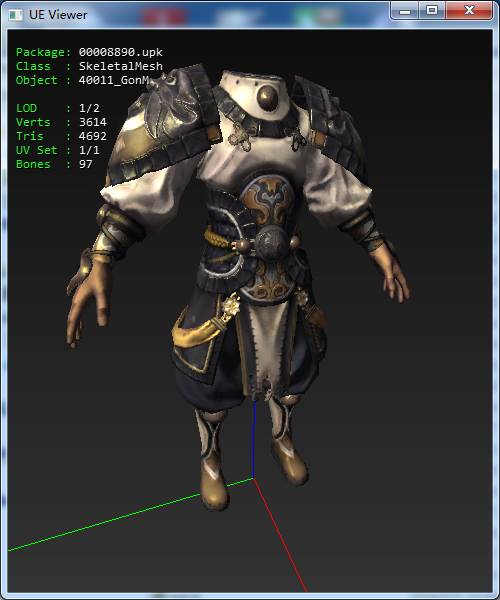 UE Viewer
Package: 00008890.upk
Class : SkeletalMesh
Object : 40011_GonM
LOD : 1/2
Verts : 3614
Tris : 4692
UV Set : 1/1
Bones : 97